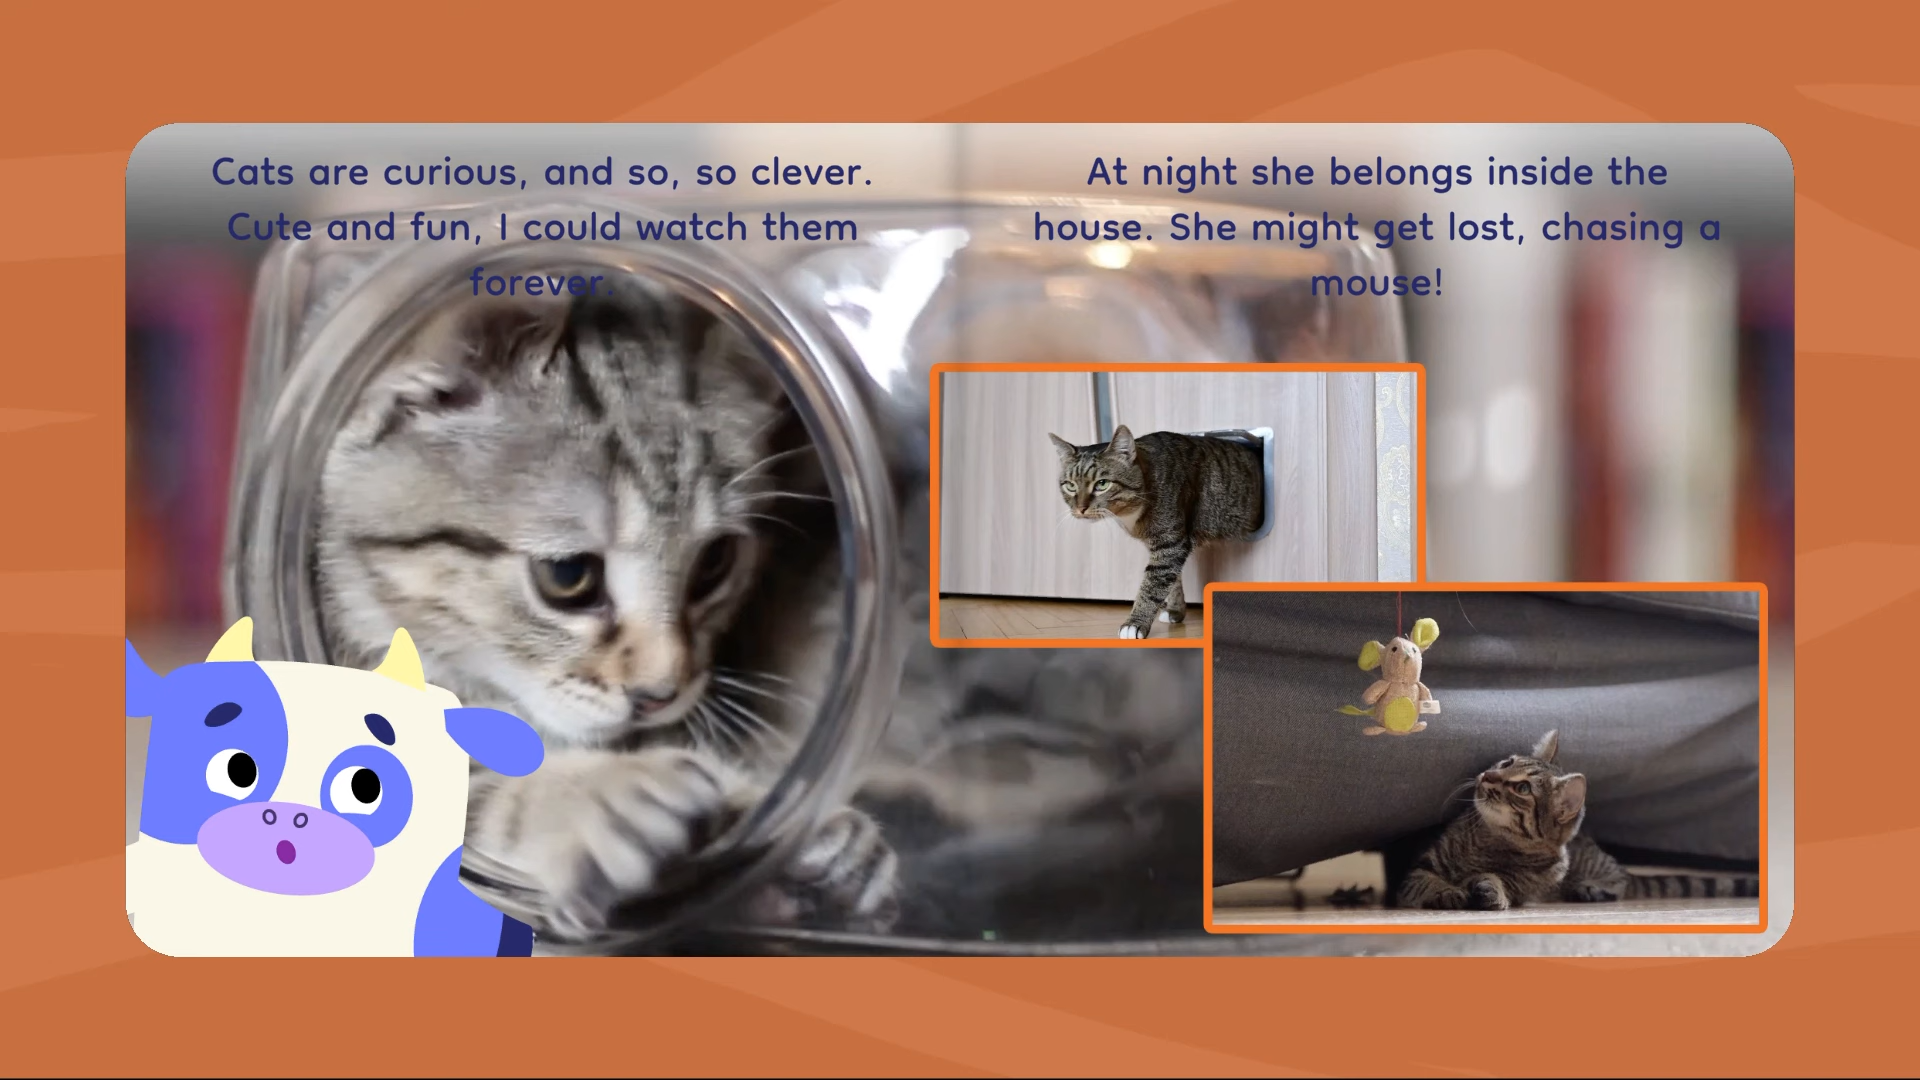 Cats are curious, and so, so clever.
Cute and fun, I could watch them
forever.
At night she belongs inside the
house. She might get lost, chasing a
mouse!